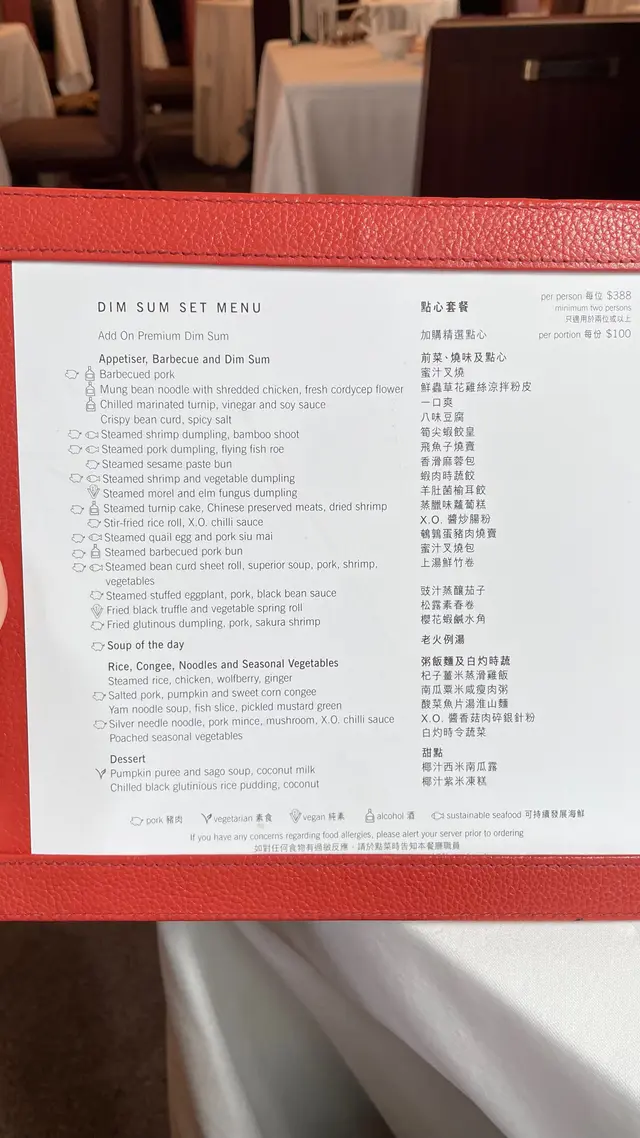 DIM SUM SET MENU 點心套餐 per person 每位 $388
minimum two persons
只適用於兩位或以上
Add On Premium Dim Sum 加購精選點心 per portion 每份 $100
Appetiser, Barbecue and Dim Sum 前菜、燒味及點心
Barbecued pork 蜜汁叉燒
Mung bean noodle with shredded chicken, fresh cordycep flower 鮮蟲草花雞絲涼拌粉皮
Chilled marinated turnip, vinegar and soy sauce 一口爽
Crispy bean curd, spicy salt 八味豆腐
Steamed shrimp dumpling, bamboo shoot 筍尖蝦餃皇
Steamed pork dumpling, flying fish roe 飛魚子燒賣
Steamed sesame paste bun 香滑麻蓉包
Steamed shrimp and vegetable dumpling 蝦肉時蔬餃
Steamed morel and elm fungus dumpling 羊肚菌榆耳餃
Steamed turnip cake, Chinese preserved meats, dried shrimp 蒸臘味蘿蔔糕
Stir-fried rice roll, X.O. chilli sauce X.O. 醬炒腸粉
Steamed quail egg and pork siu mai 鵪鶉蛋豬肉燒賣
Steamed barbecued pork bun 蜜汁叉燒包
Steamed bean curd sheet roll, superior soup, pork, shrimp, 上湯鮮竹卷
vegetables
Steamed stuffed eggplant, pork, black bean sauce 豉汁蒸釀茄子
Fried black truffle and vegetable spring roll 松露素春卷
Fried glutinous dumpling, pork, sakura shrimp 櫻花蝦鹹水角
Soup of the day 老火例湯
Rice, Congee, Noodles and Seasonal Vegetables 粥飯麵及白灼時蔬
Steamed rice, chicken, wolfberry, ginger 杞子薑米蒸滑雞飯
Salted pork, pumpkin and sweet corn congee 南瓜粟米咸瘦肉粥
Yam noodle soup, fish slice, pickled mustard green 酸菜魚片湯淮山麵
Silver needle noodle, pork mince, mushroom, X.O. chilli sauce X.O. 醬香菇肉碎銀針粉
Poached seasonal vegetables 白灼時令蔬菜
Dessert 甜點
Pumpkin puree and sago soup, coconut milk 椰汁西米南瓜露
Chilled black glutinous rice pudding, coconut 椰汁紫米凍糕
pork 豬肉 vegetarian 素食 vegan 純素 alcohol 酒 sustainable seafood 可持續發展海鮮
If you have any concerns regarding food allergies, please alert your server prior to ordering
如對任何食物有過敏反應，請於點菜時告知本餐廳職員